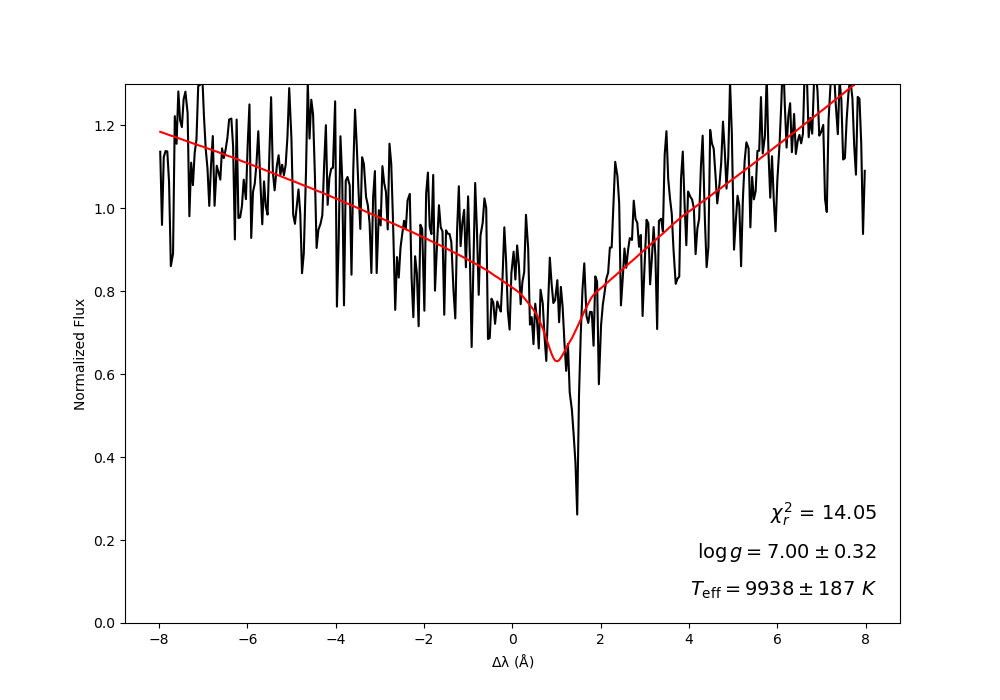 1.2
1.0
0.8
0.6
0.4
0.2
0.0
Normalized Flux
χ²ᵣ = 14.05
log g = 7.00 ± 0.32
T_eff = 9938 ± 187 K
−8 −6 −4 −2 0 2 4 6 8
Δλ (Å)